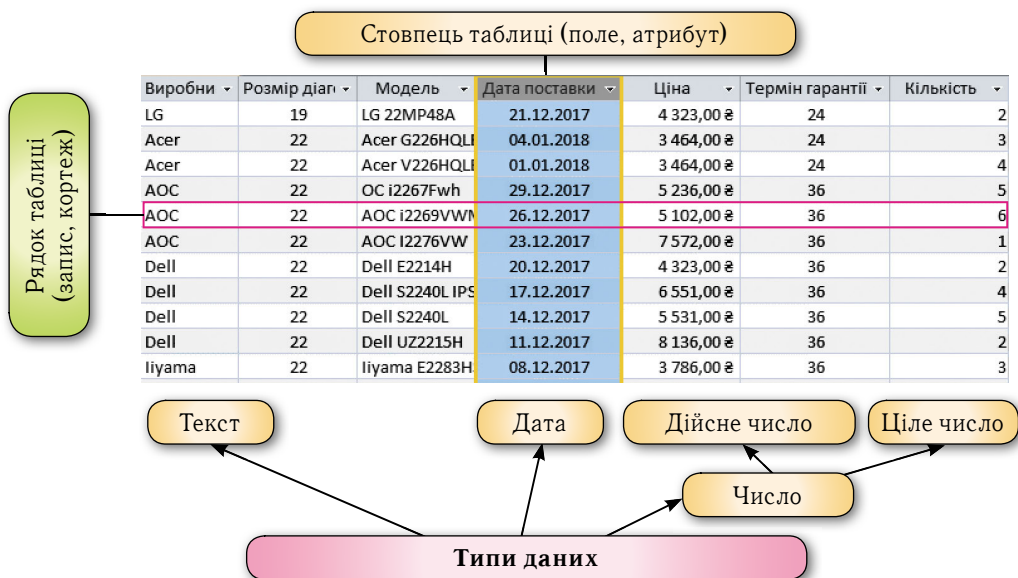 Стовпець таблиці (поле, атрибут)
Рядок таблиці
(запис, кортеж)
Виробни Розмір діаг Модель Дата поставки Ціна Термін гарантії Кількість
LG 19 LG 22MP48A 21.12.2017 4 323,00 ₴ 24 2
Acer 22 Acer G226HQL 04.01.2018 3 464,00 ₴ 24 3
Acer 22 Acer V226HQL 01.01.2018 3 464,00 ₴ 24 4
AOC 22 OC i2267Fwh 29.12.2017 5 236,00 ₴ 36 5
AOC 22 AOC i2269VW 26.12.2017 5 102,00 ₴ 36 6
AOC 22 AOC I2276VW 23.12.2017 7 572,00 ₴ 36 1
Dell 22 Dell E2214H 20.12.2017 4 323,00 ₴ 36 2
Dell 22 Dell S2240L IPS 17.12.2017 6 551,00 ₴ 36 4
Dell 22 Dell S2240L 14.12.2017 5 531,00 ₴ 36 5
Dell 22 Dell UZ2215H 11.12.2017 8 136,00 ₴ 36 2
Iiyama 22 Iiyama E2283H 08.12.2017 3 786,00 ₴ 36 3
Текст Дата Дійсне число Ціле число
Число
Типи даних